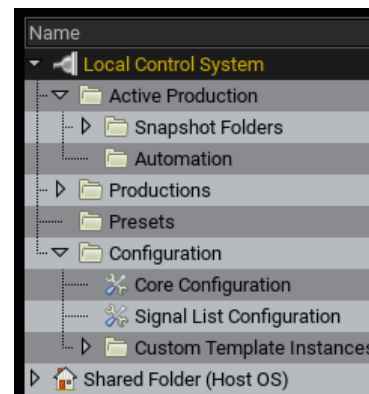 Name
Local Control System
Active Production
Snapshot Folders
Automation
Productions
Presets
Configuration
Core Configuration
Signal List Configuration
Custom Template Instances
Shared Folder (Host OS)